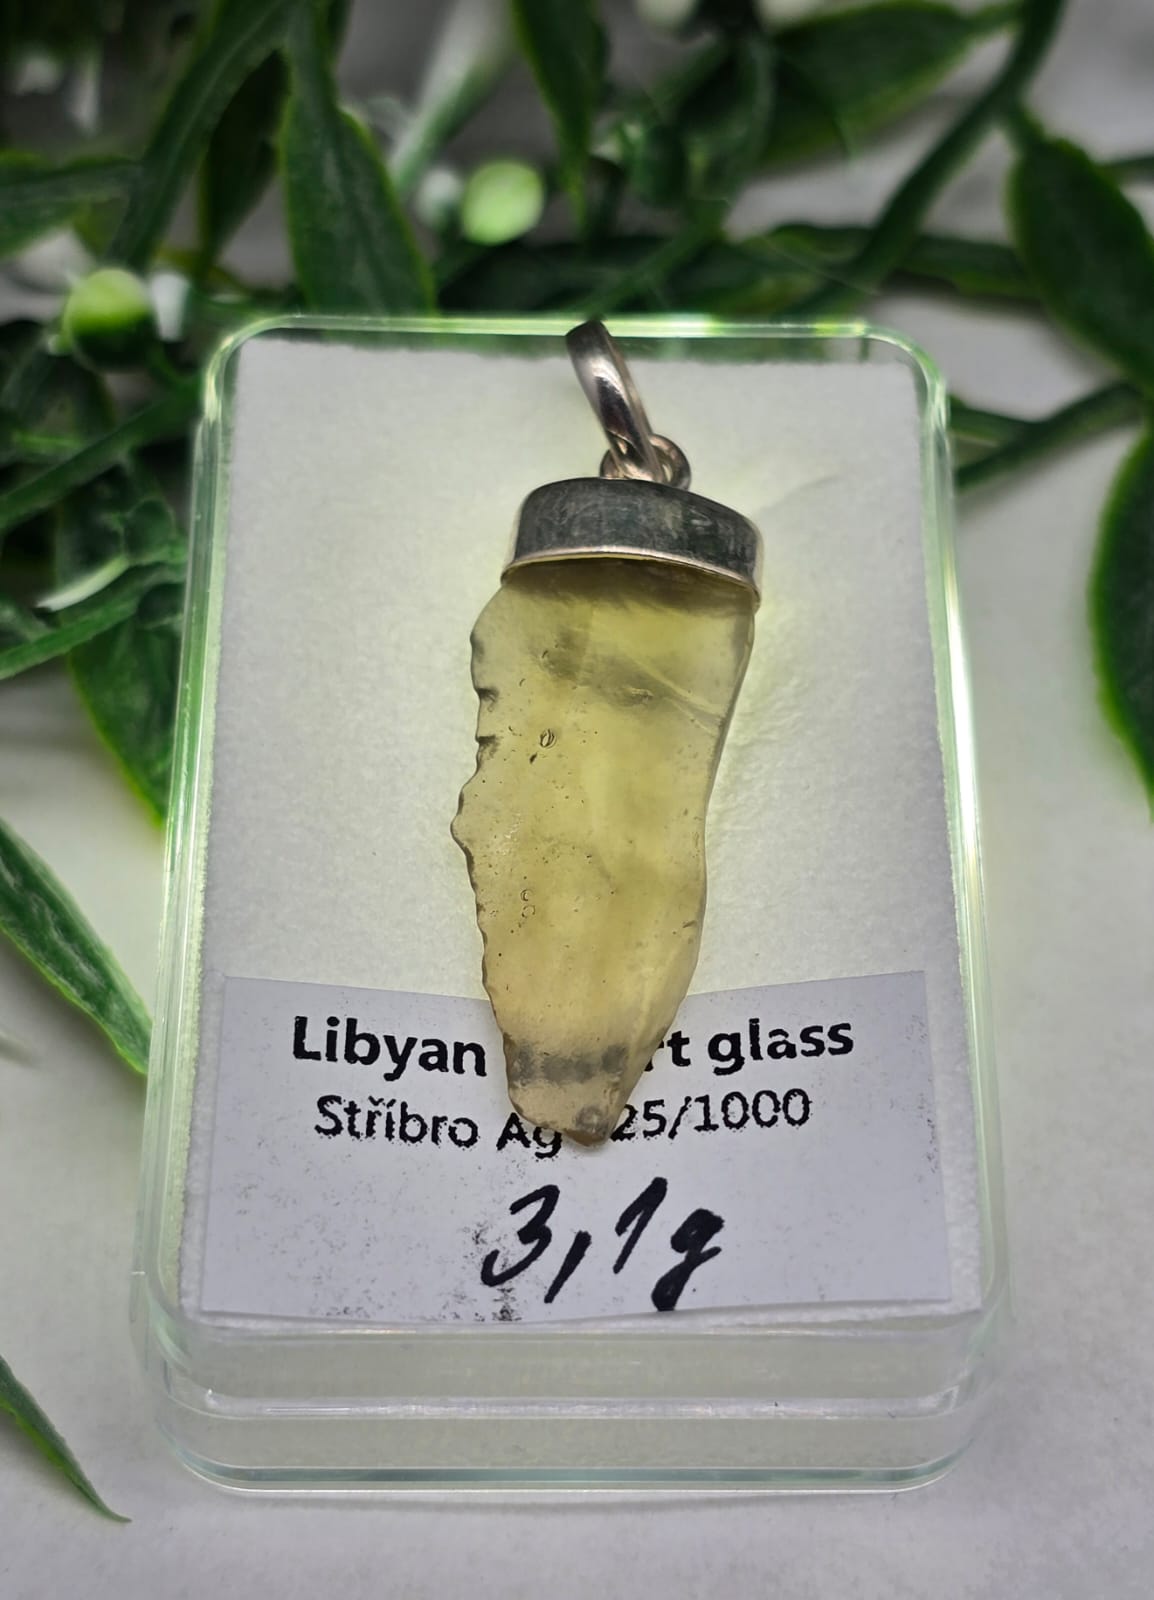 Libyan glass
Stříbro Ag 25/1000
3,1g